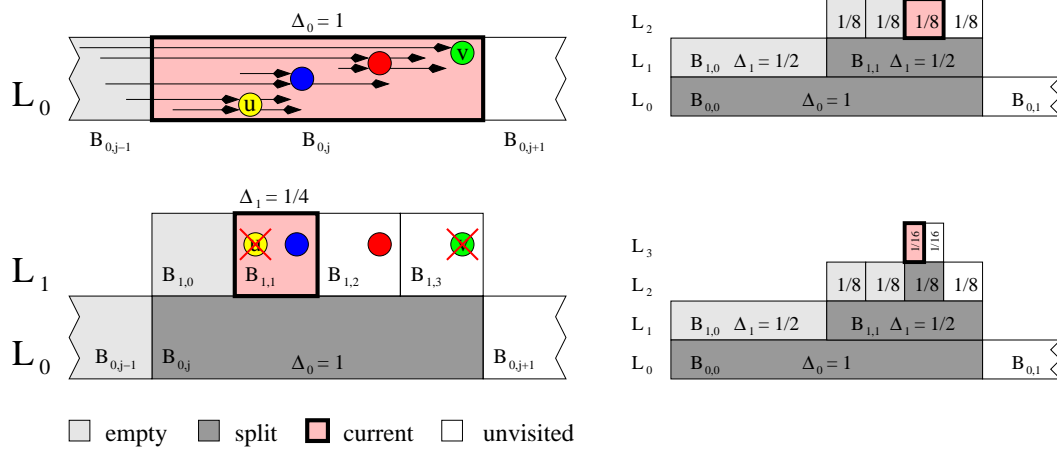 Δ₀ = 1
L₀
u
v
B₀,ⱼ₋₁
B₀,ⱼ
B₀,ⱼ₊₁
Δ₁ = 1/4
L₁
u
v
B₁,₀
B₁,₁
B₁,₂
B₁,₃
L₀
B₀,ⱼ₋₁
B₀,ⱼ
Δ₀ = 1
B₀,ⱼ₊₁
empty
split
current
unvisited
L₂
1/8 1/8 1/8 1/8
L₁
B₁,₀ Δ₁ = 1/2
B₁,₁ Δ₁ = 1/2
L₀
B₀,₀
Δ₀ = 1
B₀,₁
L₃
1/16 1/16
L₂
1/8 1/8 1/8 1/8
L₁
B₁,₀ Δ₁ = 1/2
B₁,₁ Δ₁ = 1/2
L₀
B₀,₀
Δ₀ = 1
B₀,₁